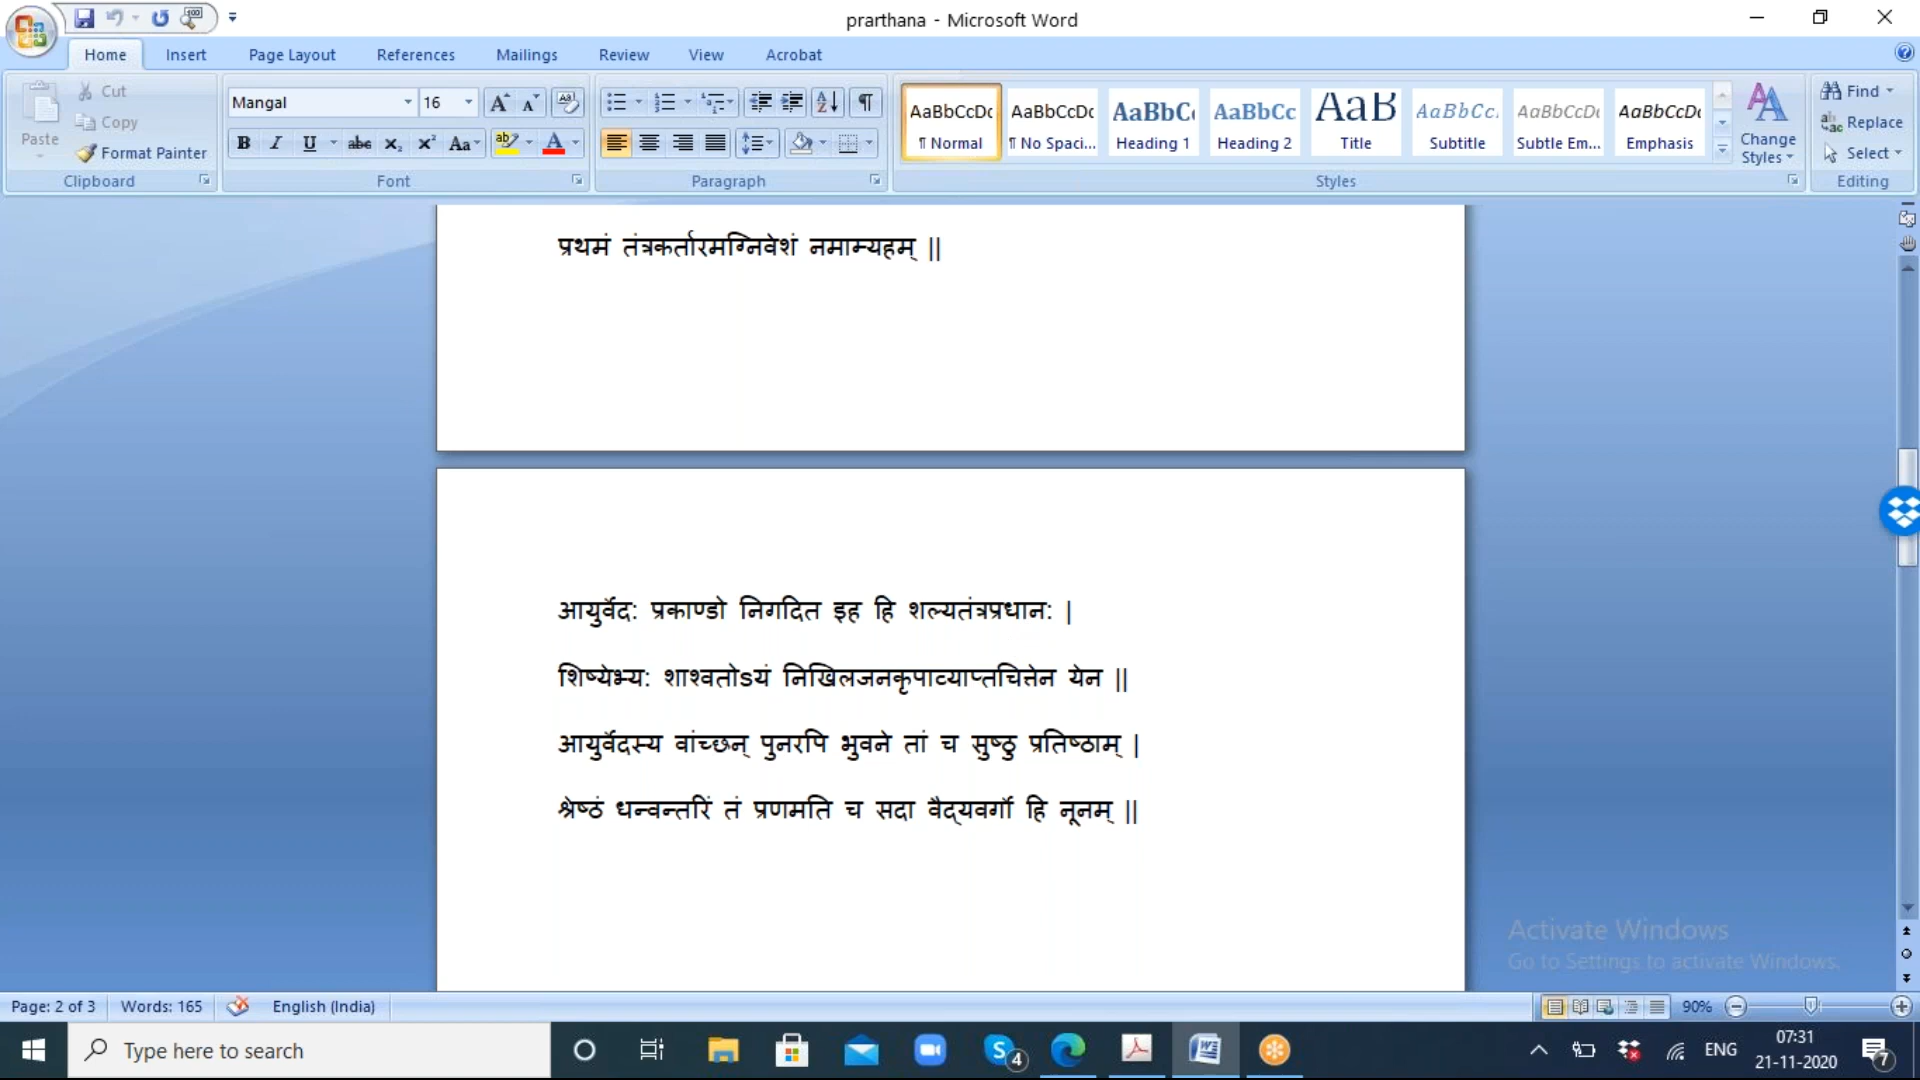 prarthana - Microsoft Word
Home Insert Page Layout References Mailings Review View Acrobat
Paste Cut Copy Format Painter Clipboard
Mangal 16
Font
Paragraph
AaBbCcDc AaBbCcDc AaBbC AaBbCc AaB AaBbCc. AaBbCcDc AaBbCcDc
¶ Normal ¶ No Spaci... Heading 1 Heading 2 Title Subtitle Subtle Em... Emphasis
Change Styles
Styles
Find
Replace
Select
Editing
प्रथमं तंत्रकर्तारमग्निवेशं नमाम्यहम् ||
आयुर्वेद: प्रकाण्डो निगदित इह हि शल्यतंत्रप्रधान: |
शिष्येभ्य: शाश्वतोsयं निखिलजनकृपाव्याप्तचित्तेन येन ||
आयुर्वेदस्य वांच्छन् पुनरपि भुवने तां च सुष्ठु प्रतिष्ठाम् |
श्रेष्ठं धन्वन्तरिं तं प्रणमति च सदा वैद्यवर्गो हि नूनम् ||
Activate Windows
Go to Settings to activate Windows.
Page: 2 of 3 Words: 165 English (India) 90%
Type here to search
4
ENG
07:31
21-11-2020
7